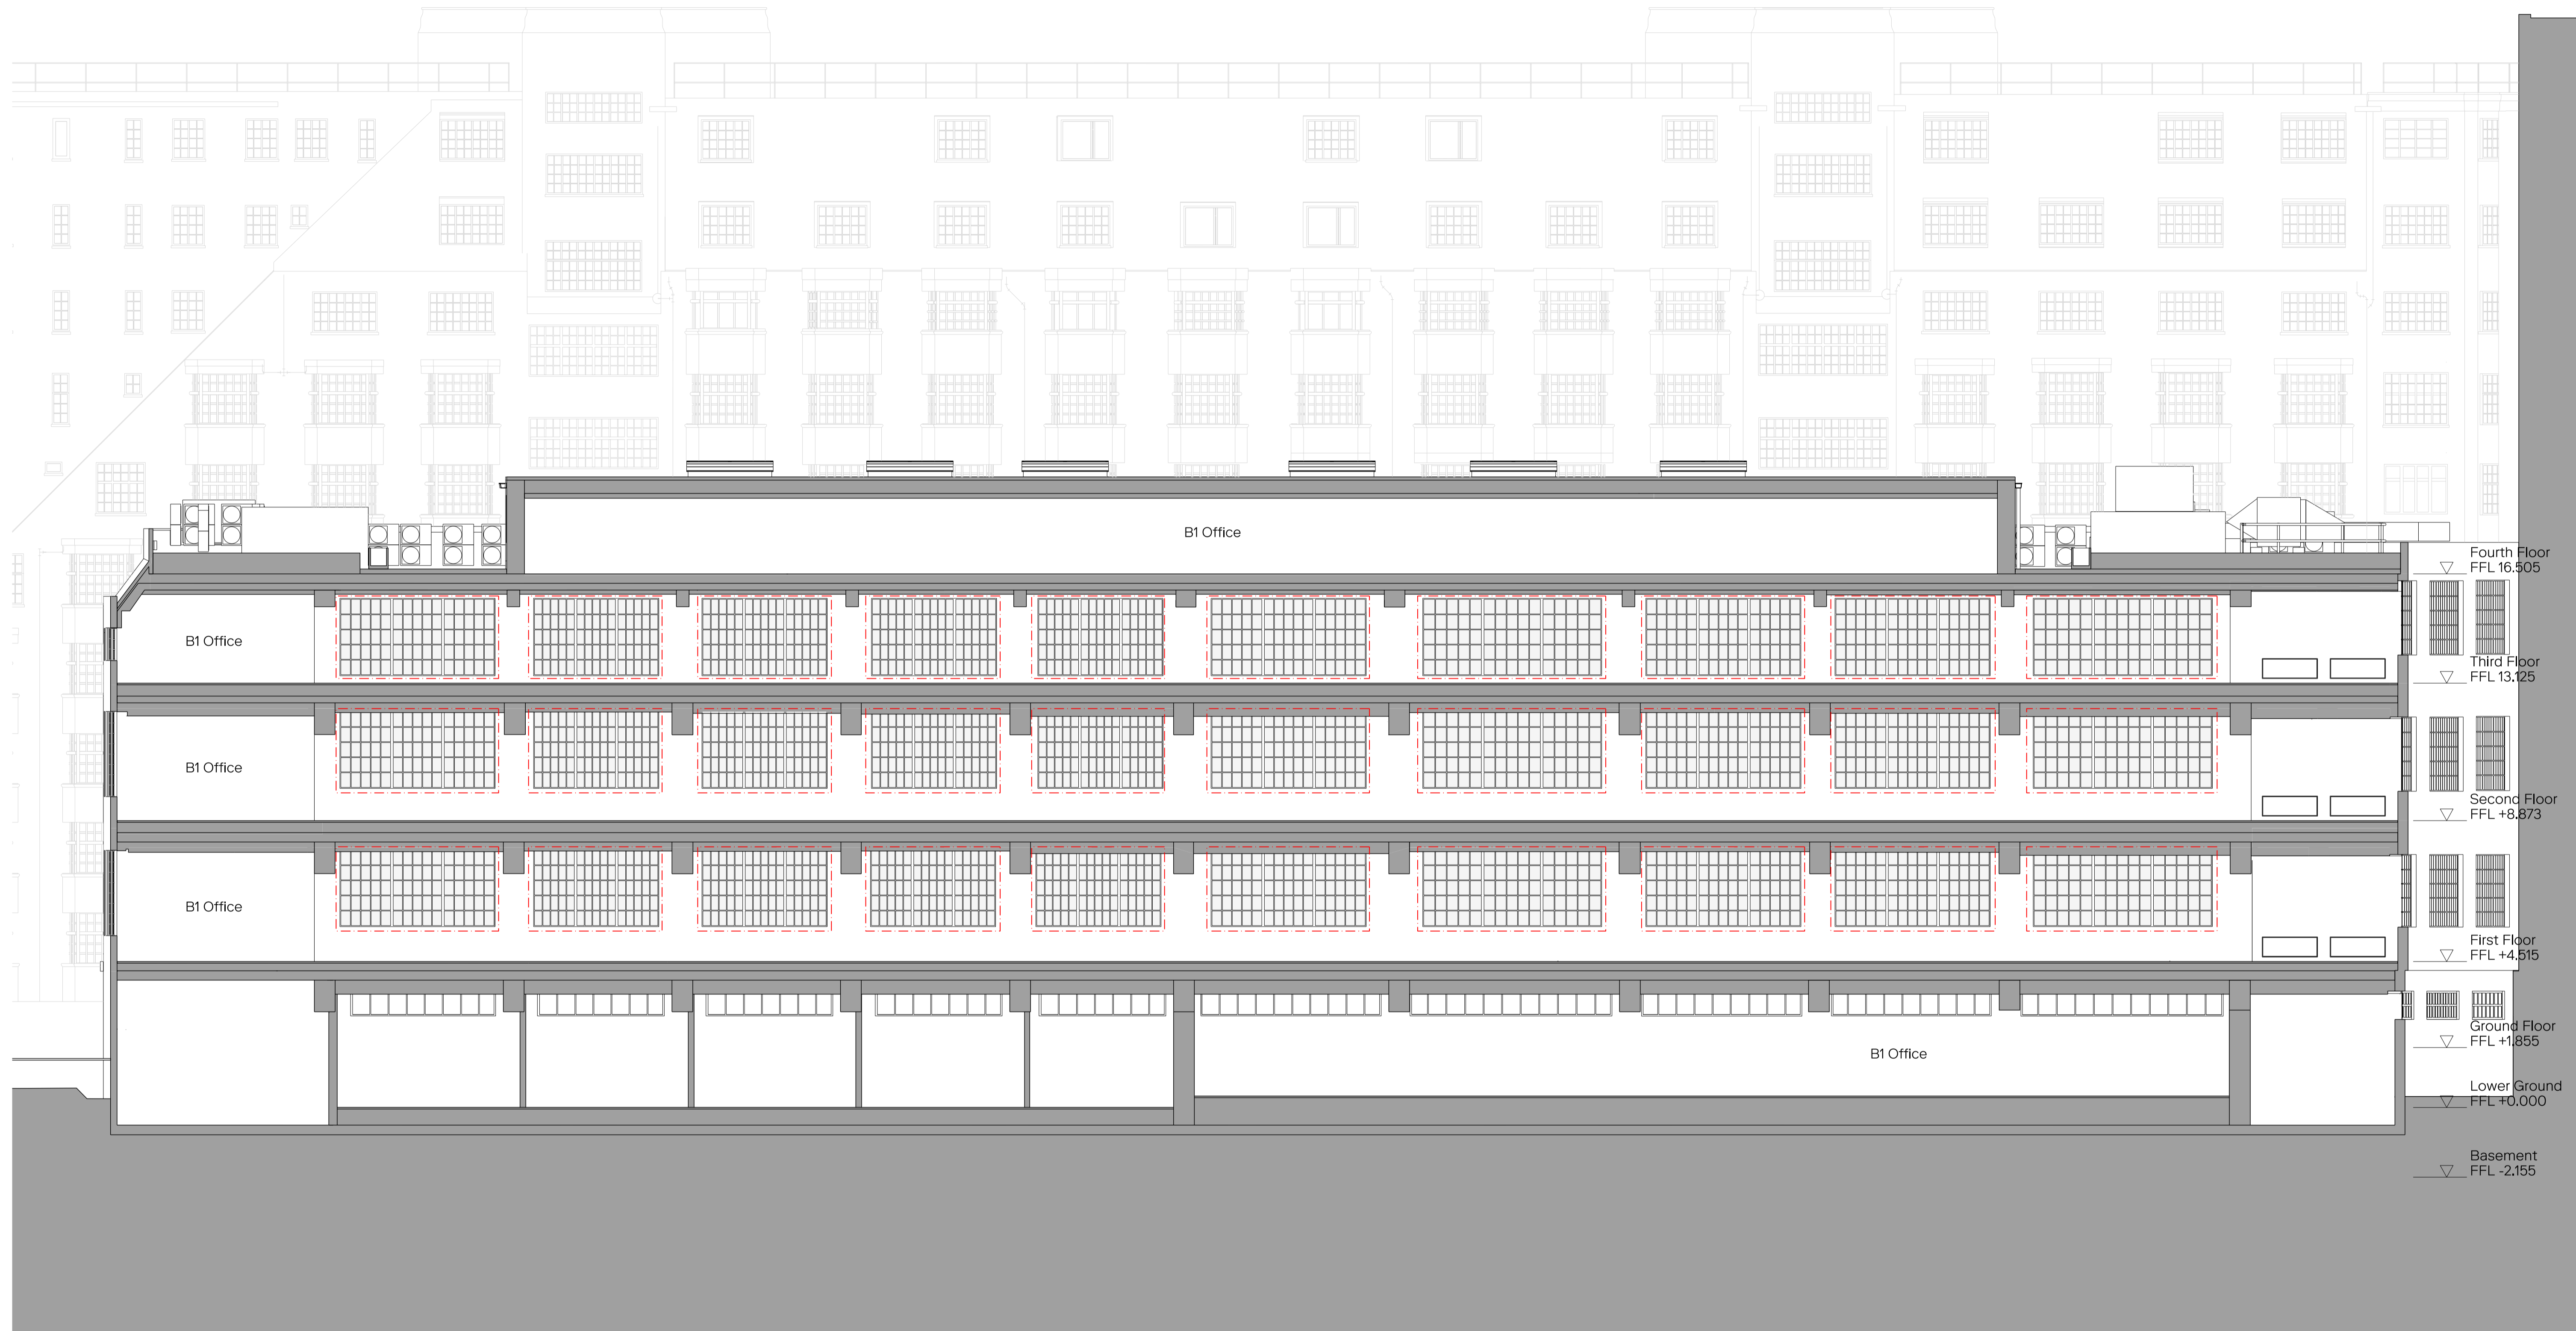 B1 Office
Fourth Floor
FFL 16.505
B1 Office
Third Floor
FFL 13.125
B1 Office
Second Floor
FFL +8.873
B1 Office
First Floor
FFL +4.515
Ground Floor
FFL +1.855
B1 Office
Lower Ground
FFL +0.000
Basement
FFL -2.155